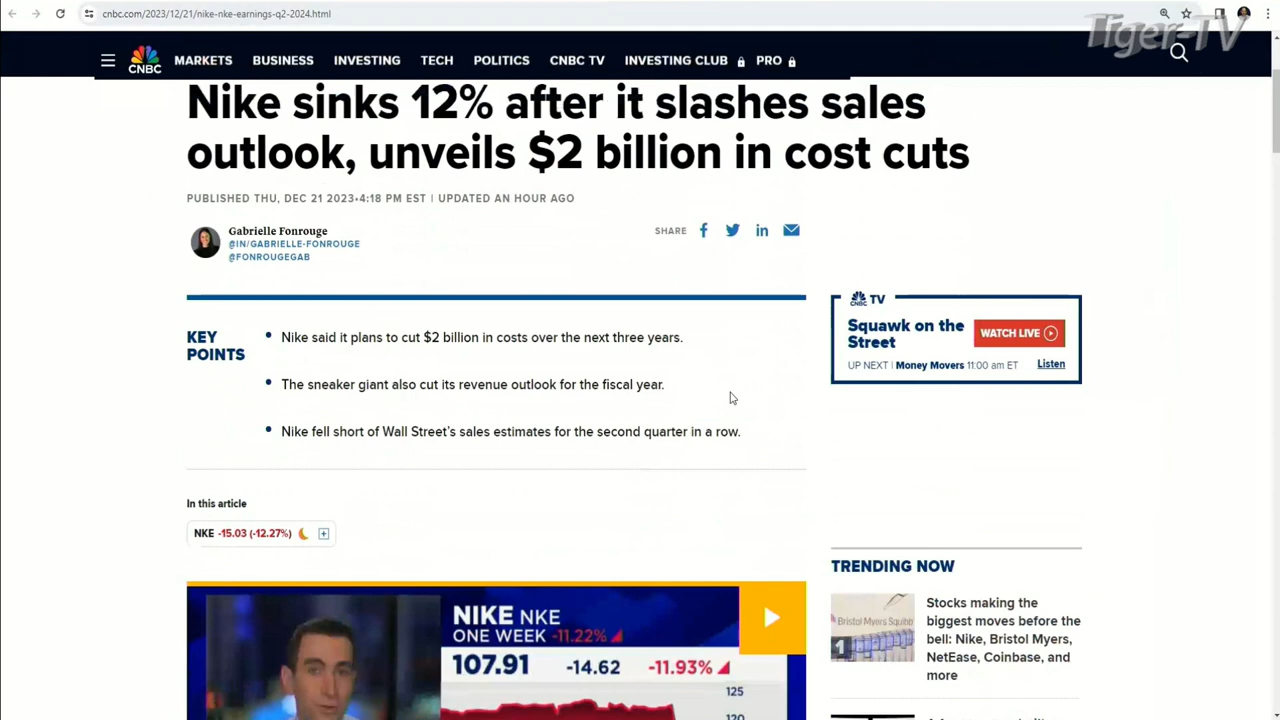 cnbc.com/2023/12/21/nike-nke-earnings-q2-2024.html
Tiger-TV
CNBC
MARKETS BUSINESS INVESTING TECH POLITICS CNBC TV INVESTING CLUB PRO
Nike sinks 12% after it slashes sales
outlook, unveils $2 billion in cost cuts
PUBLISHED THU, DEC 21 2023•4:18 PM EST | UPDATED AN HOUR AGO
Gabrielle Fonrouge
@IN/GABRIELLE-FONROUGE
@FONROUGEGAB
SHARE
KEY
POINTS
• Nike said it plans to cut $2 billion in costs over the next three years.
• The sneaker giant also cut its revenue outlook for the fiscal year.
• Nike fell short of Wall Street's sales estimates for the second quarter in a row.
CNBC TV
Squawk on the
Street
WATCH LIVE
UP NEXT | Money Movers 11:00 am ET
Listen
In this article
NKE -15.03 (-12.27%)
NIKE NKE
ONE WEEK -11.22%
107.91 -14.62 -11.93%
125
120
TRENDING NOW
Bristol Myers Squibb
1
Stocks making the
biggest moves before the
bell: Nike, Bristol Myers,
NetEase, Coinbase, and
more